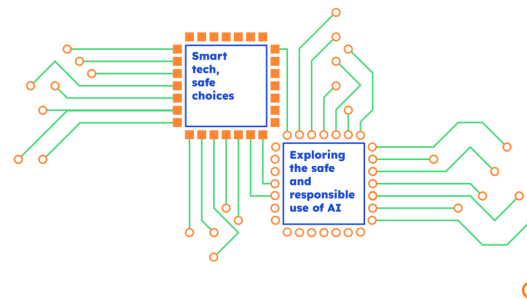 Smart
tech,
safe
choices
Exploring
the safe
and
responsible
use of AI